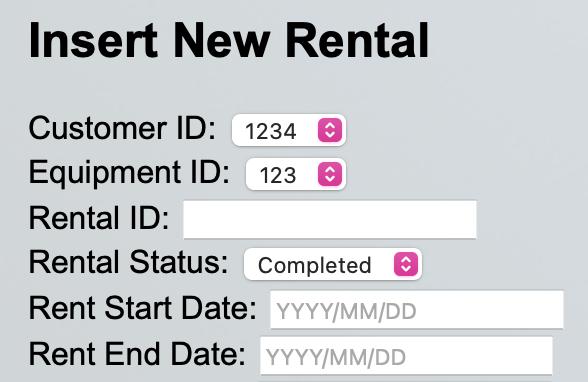 Insert New Rental
Customer ID: 1234
Equipment ID: 123
Rental ID:
Rental Status: Completed
Rent Start Date: YYYY/MM/DD
Rent End Date: YYYY/MM/DD